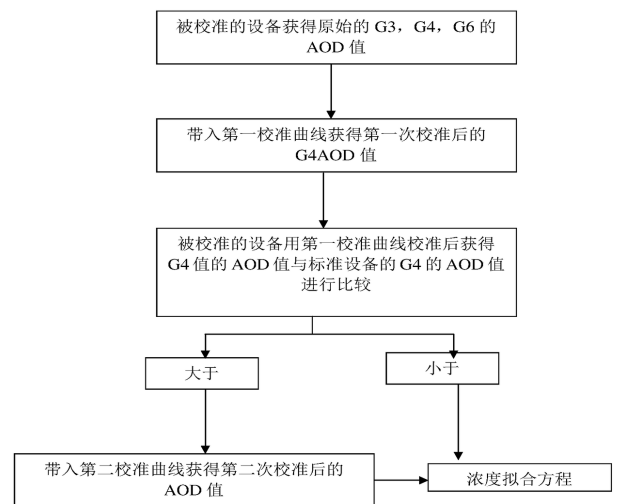 被校准的设备获得原始的 G3，G4，G6 的
AOD 值
带入第一校准曲线获得第一次校准后的
G4AOD 值
被校准的设备用第一校准曲线校准后获得
G4 值的 AOD 值与标准设备的 G4 的 AOD 值
进行比较
大于
小于
带入第二校准曲线获得第二次校准后的
AOD 值
浓度拟合方程